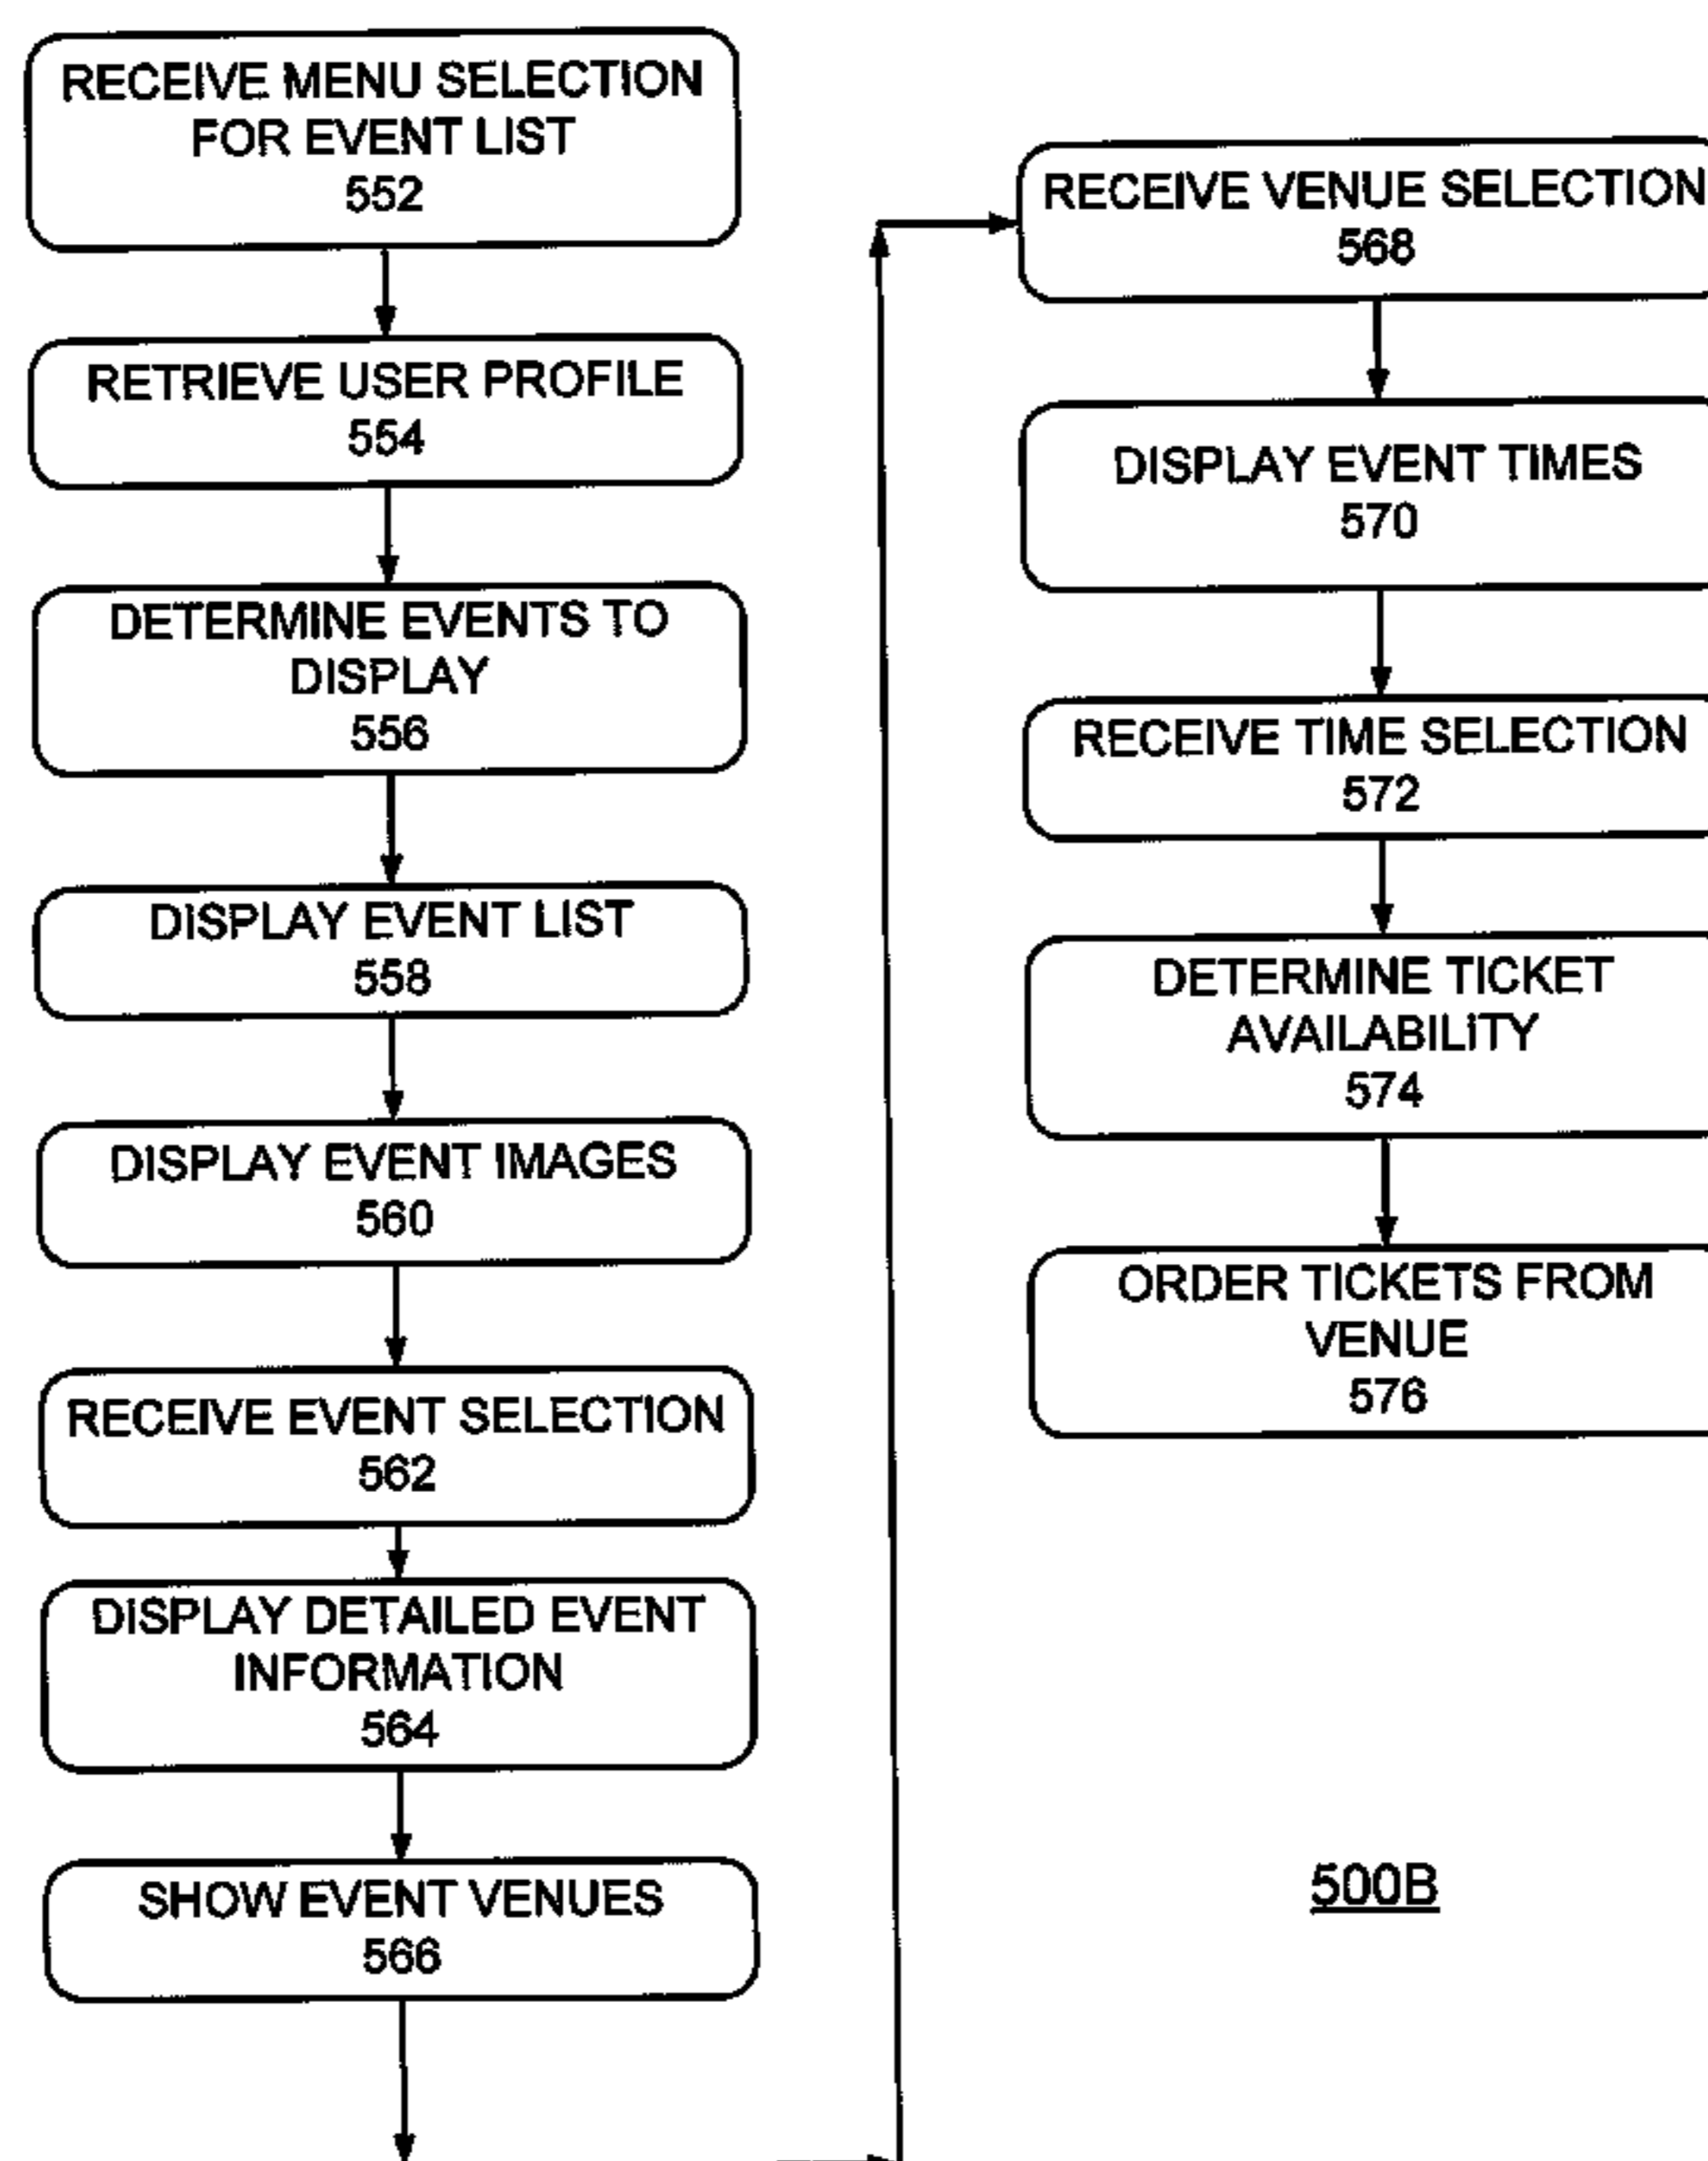 RECEIVE MENU SELECTION
FOR EVENT LIST
552
RETRIEVE USER PROFILE
554
DETERMINE EVENTS TO
DISPLAY
556
DISPLAY EVENT LIST
558
DISPLAY EVENT IMAGES
560
RECEIVE EVENT SELECTION
562
DISPLAY DETAILED EVENT
INFORMATION
564
SHOW EVENT VENUES
566
RECEIVE VENUE SELECTION
568
DISPLAY EVENT TIMES
570
RECEIVE TIME SELECTION
572
DETERMINE TICKET
AVAILABILITY
574
ORDER TICKETS FROM
VENUE
576
500B